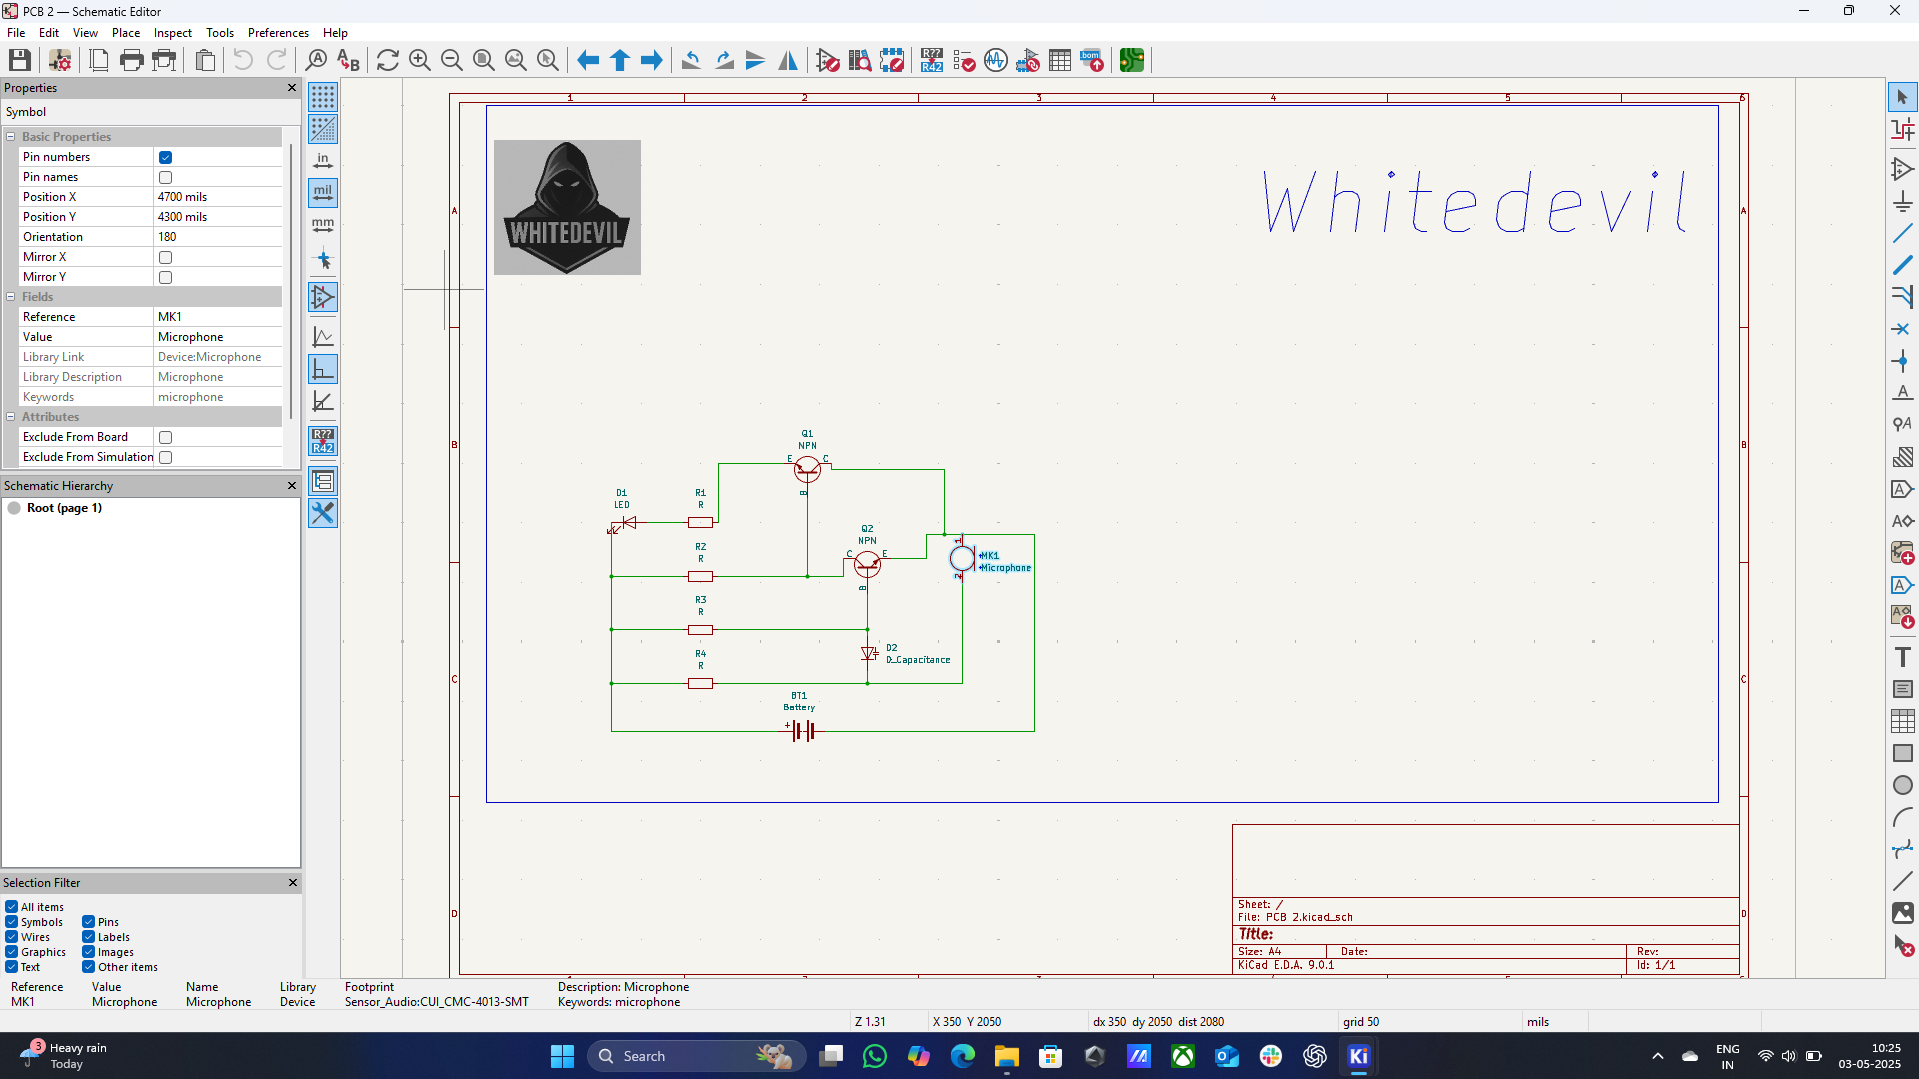 PCB 2 — Schematic Editor
File Edit View Place Inspect Tools Preferences Help
Properties
Symbol
Basic Properties
Pin numbers
Pin names
Position X 4700 mils
Position Y 4300 mils
Orientation 180
Mirror X
Mirror Y
Fields
Reference MK1
Value Microphone
Library Link Device:Microphone
Library Description Microphone
Keywords microphone
Attributes
Exclude From Board
Exclude From Simulation
Schematic Hierarchy
Root (page 1)
Selection Filter
All items
Symbols Pins
Wires Labels
Graphics Images
Text Other items
in
mil
mm
R??
R42
R??
R42
bom
1 2 3 4 5 6
A A
B B
C C
D D
WHITEDEVIL
Whitedevil
Q1
NPN
E C
B
D1
LED
R1
R
Q2
NPN
C E
B
R2
R
1
MK1
Microphone
2
R3
R
R4
R
D2
D_Capacitance
BT1
Battery
+
Sheet: /
File: PCB 2.kicad_sch
Title:
Size: A4 Date: Rev:
KiCad E.D.A. 9.0.1 Id: 1/1
Reference Value Name Library Footprint Description: Microphone
MK1 Microphone Microphone Device Sensor_Audio:CUI_CMC-4013-SMT Keywords: microphone
Z 1.31 X 350 Y 2050 dx 350 dy 2050 dist 2080 grid 50 mils
3
Heavy rain
Today
Search
Ki
ENG
IN
10:25
03-05-2025